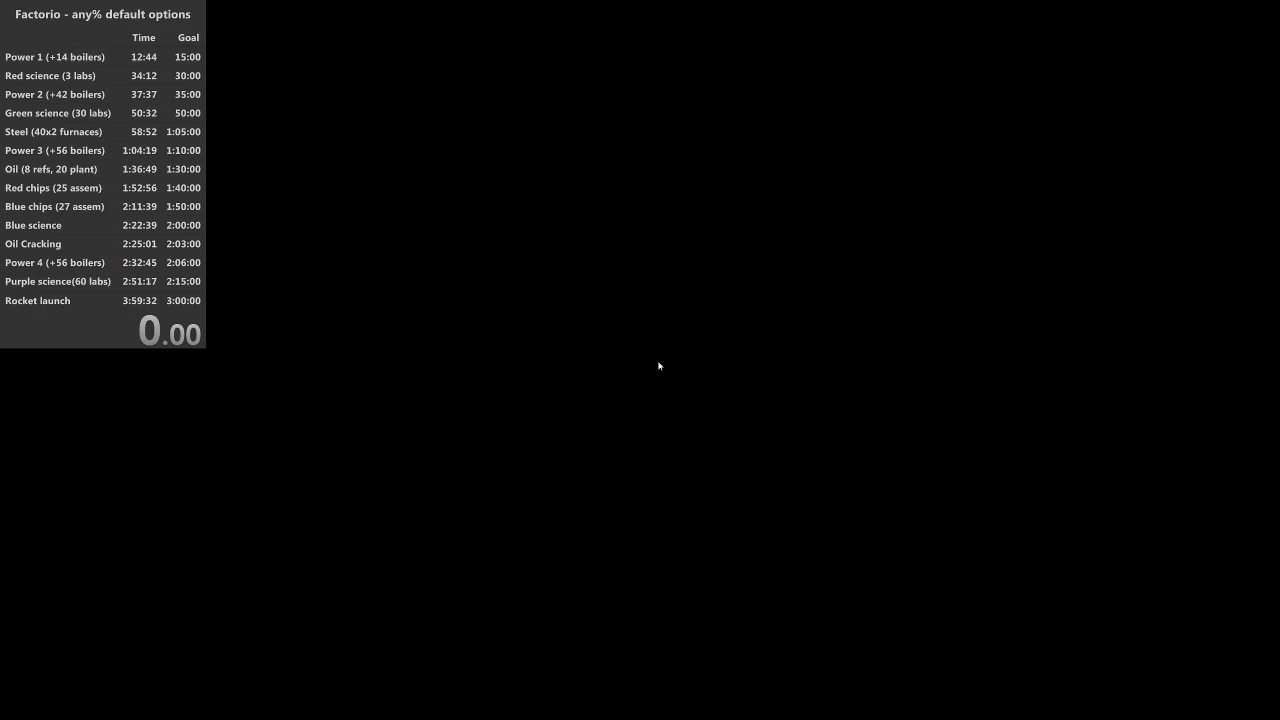 Factorio - any% default options
Time Goal
Power 1 (+14 boilers) 12:44 15:00
Red science (3 labs) 34:12 30:00
Power 2 (+42 boilers) 37:37 35:00
Green science (30 labs) 50:32 50:00
Steel (40x2 furnaces) 58:52 1:05:00
Power 3 (+56 boilers) 1:04:19 1:10:00
Oil (8 refs, 20 plant) 1:36:49 1:30:00
Red chips (25 assem) 1:52:56 1:40:00
Blue chips (27 assem) 2:11:39 1:50:00
Blue science 2:22:39 2:00:00
Oil Cracking 2:25:01 2:03:00
Power 4 (+56 boilers) 2:32:45 2:06:00
Purple science(60 labs) 2:51:17 2:15:00
Rocket launch 3:59:32 3:00:00
0.00